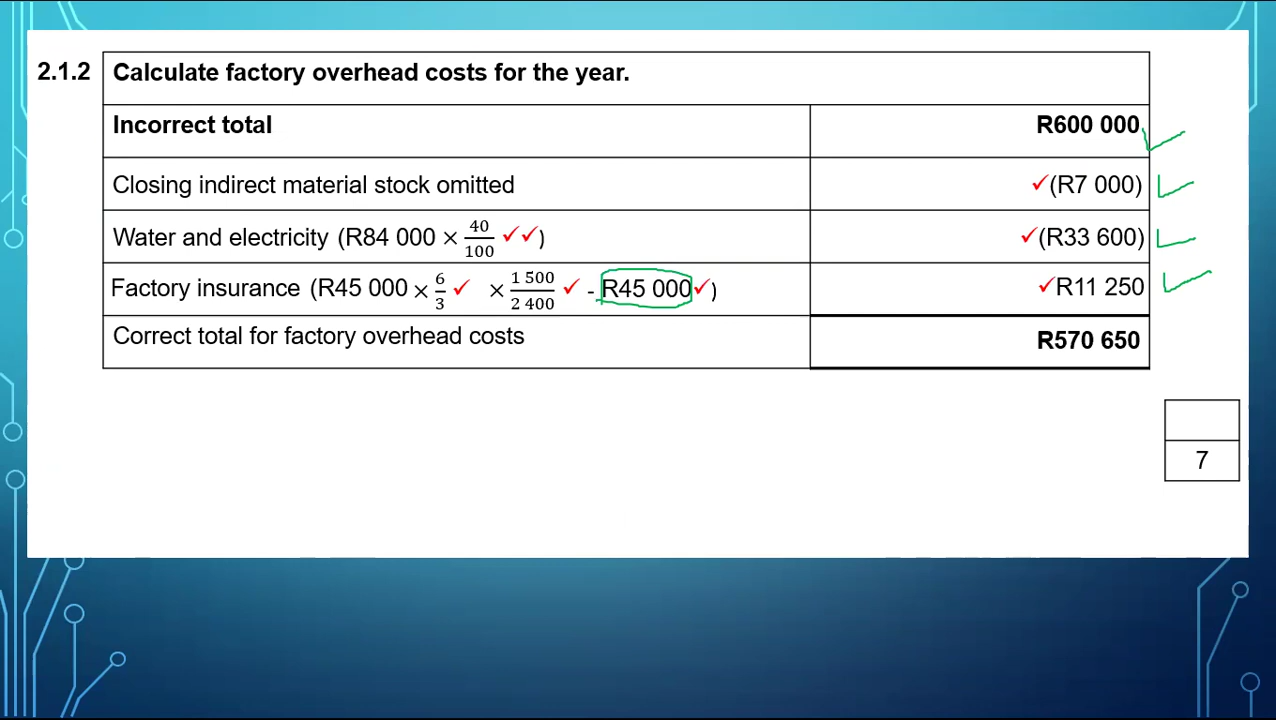 2.1.2 Calculate factory overhead costs for the year.
Incorrect total R600 000
Closing indirect material stock omitted ✓(R7 000)
Water and electricity (R84 000 × 40/100 ✓✓) ✓(R33 600)
Factory insurance (R45 000 × 6/3 ✓ × 1 500/2 400 ✓ - R45 000✓) ✓R11 250
Correct total for factory overhead costs R570 650
7